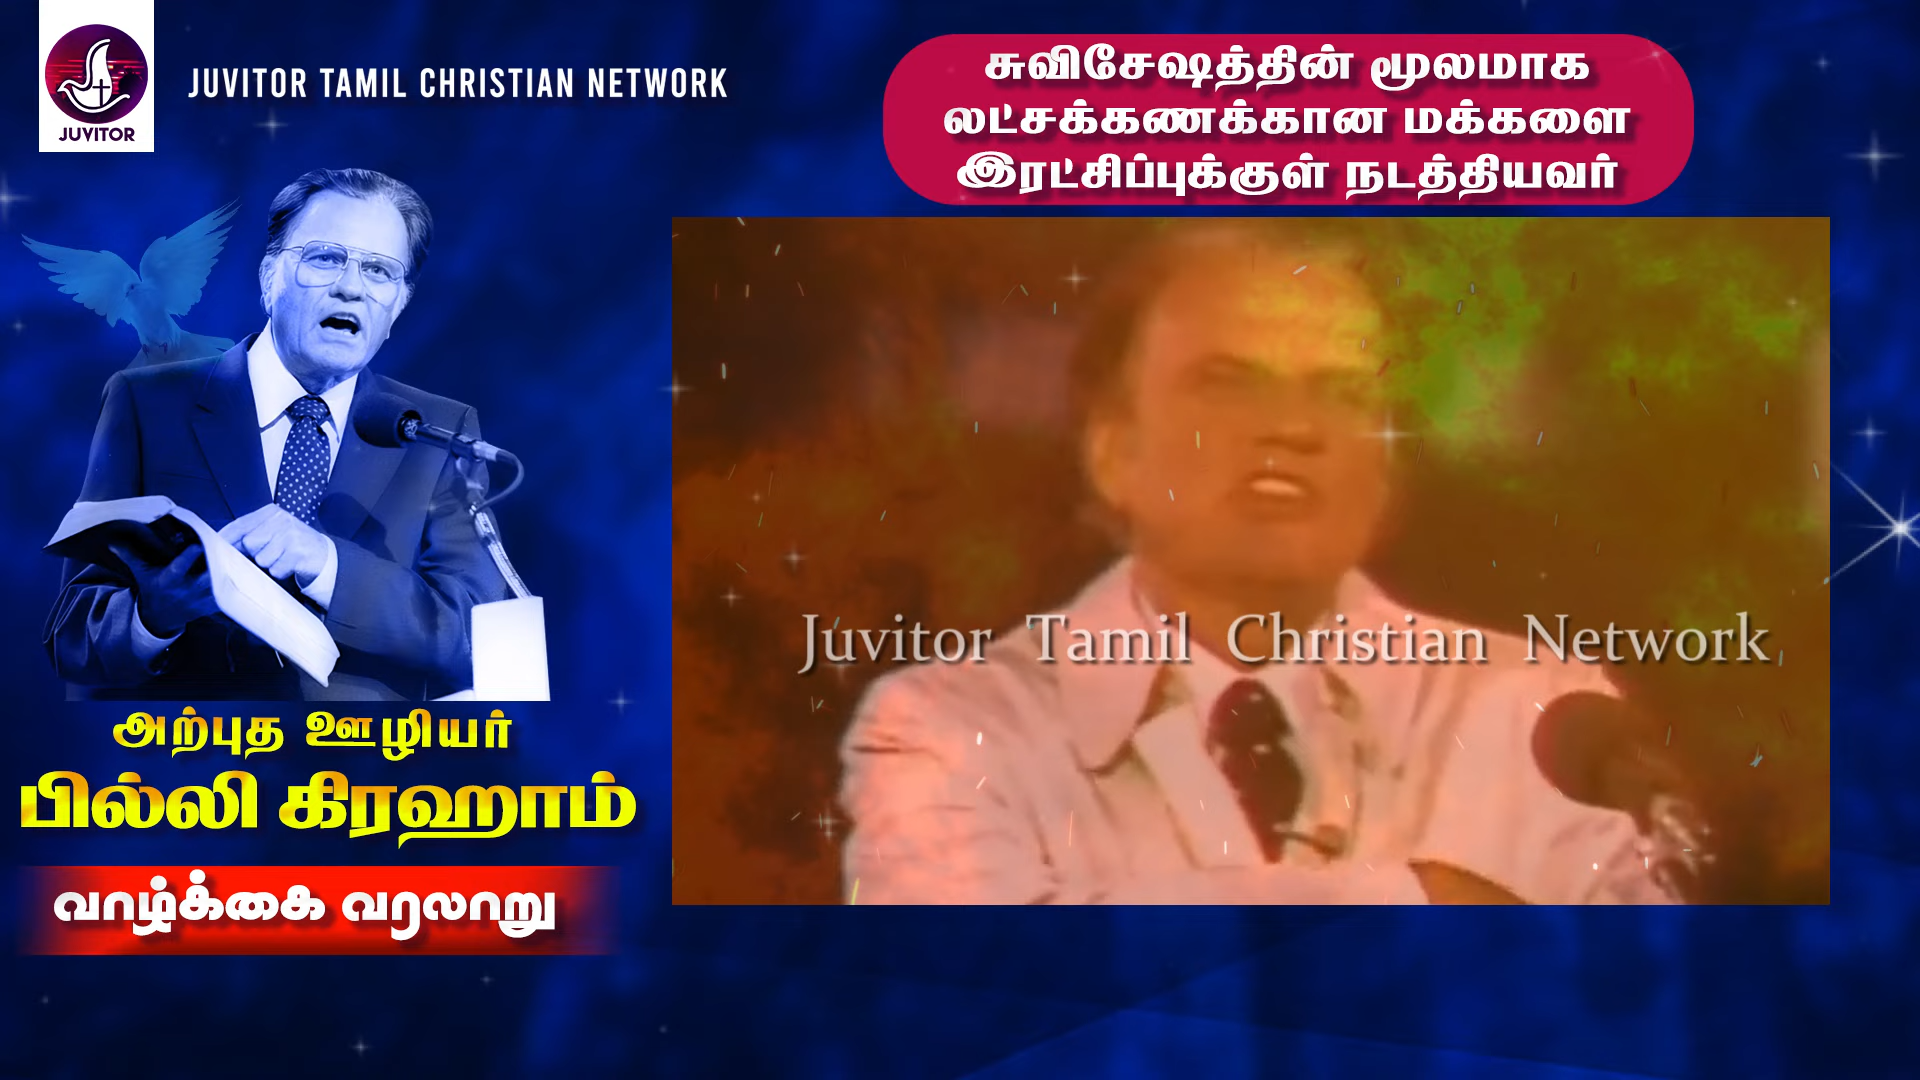 JUVITOR
JUVITOR TAMIL CHRISTIAN NETWORK
சுவிசேஷத்தின் மூலமாக
லட்சக்கணக்கான மக்களை
இரட்சிப்புக்குள் நடத்தியவர்
Juvitor Tamil Christian Network
அற்புத ஊழியர்
பில்லி கிரஹாம்
வாழ்க்கை வரலாறு